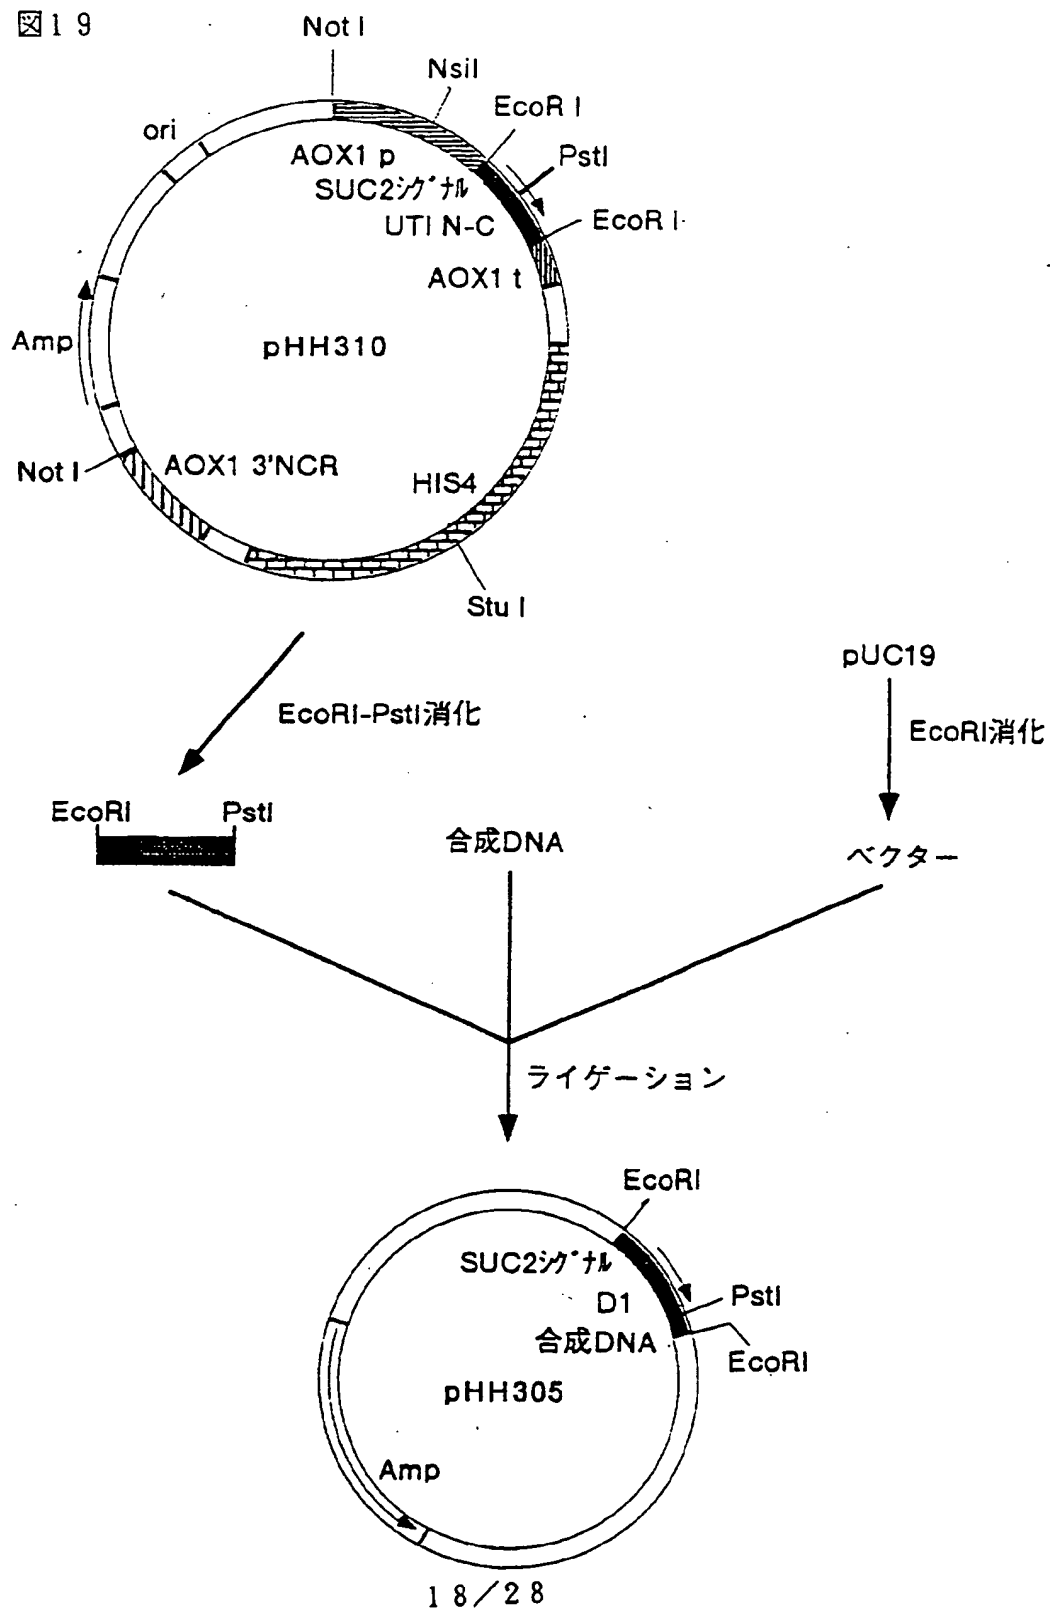 図19
Not I
NsiI
EcoR I
ori
PstI
AOX1 p
SUC2シグナル
UTI N-C
EcoR I
AOX1 t
Amp
pHH310
Not I
AOX1 3'NCR
HIS4
Stu I
pUC19
EcoRI-PstI消化
EcoRI消化
EcoRI
PstI
合成DNA
ベクター
ライゲーション
EcoRI
SUC2シグナル
D1
PstI
合成DNA
EcoRI
pHH305
Amp
18/28